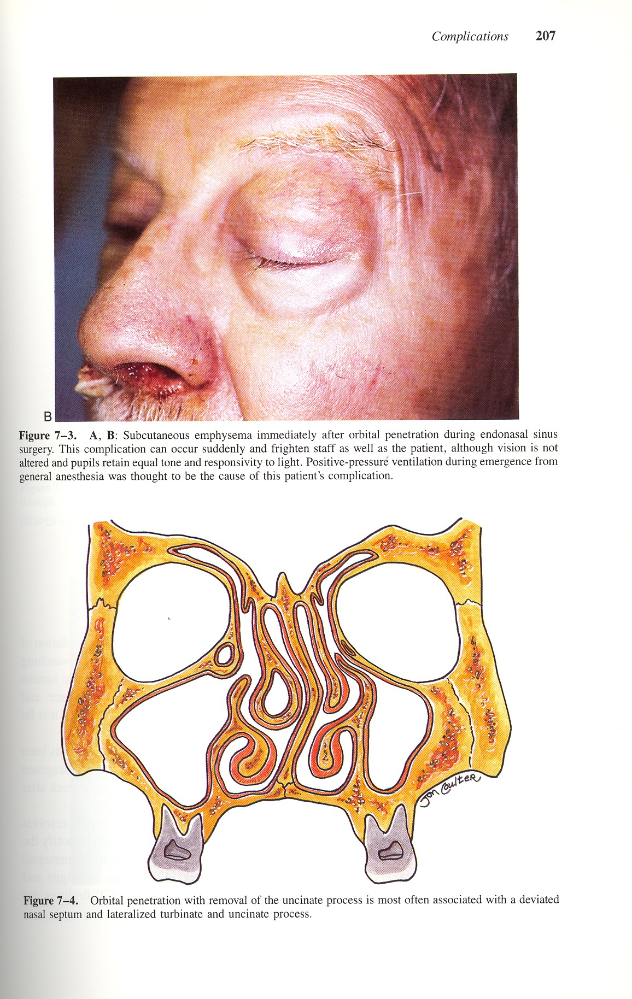 Complications 207
B
Figure 7–3. A, B: Subcutaneous emphysema immediately after orbital penetration during endonasal sinus
surgery. This complication can occur suddenly and frighten staff as well as the patient, although vision is not
altered and pupils retain equal tone and responsivity to light. Positive-pressure ventilation during emergence from
general anesthesia was thought to be the cause of this patient’s complication.
Jon Coulter
Figure 7–4. Orbital penetration with removal of the uncinate process is most often associated with a deviated
nasal septum and lateralized turbinate and uncinate process.